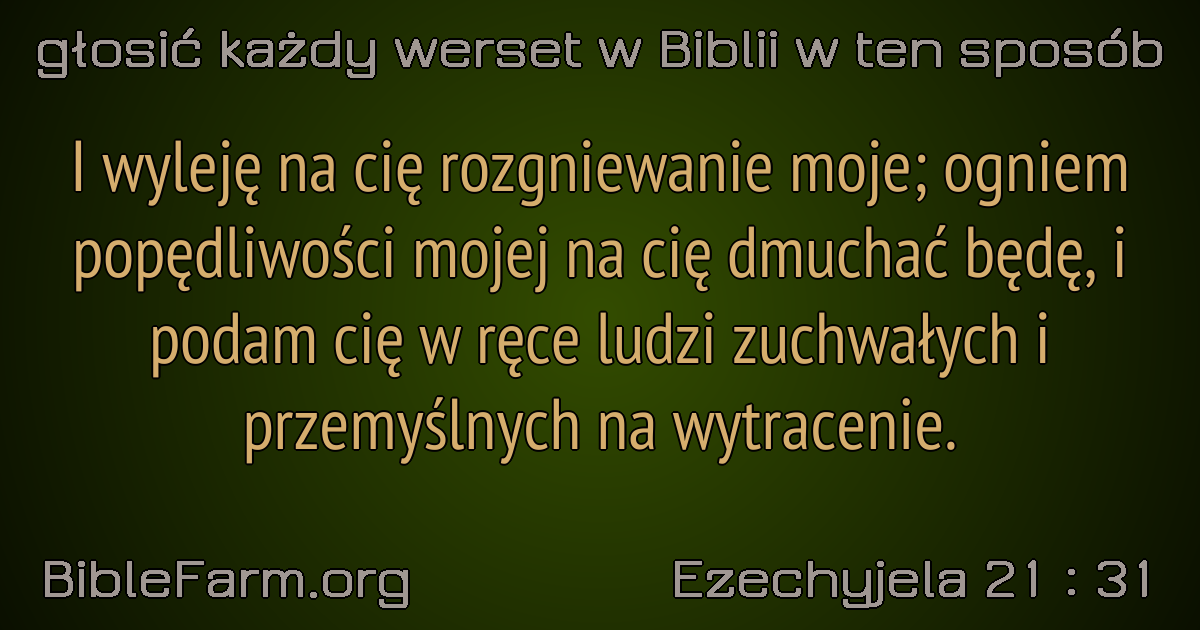 głosić każdy werset w Biblii w ten sposób
I wyleję na cię rozgniewanie moje; ogniem
popędliwości mojej na cię dmuchać będę, i
podam cię w ręce ludzi zuchwałych i
przemyślnych na wytracenie.
BibleFarm.org
Ezechyjela 21 : 31